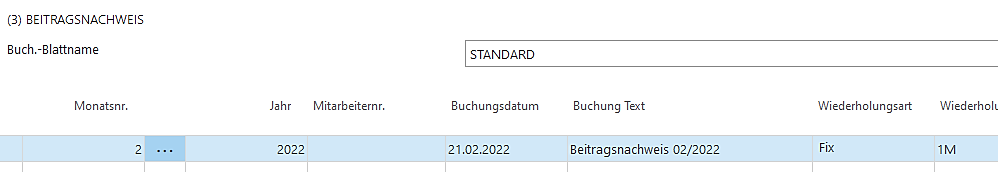 (3) BEITRAGSNACHWEIS
Buch.-Blattname STANDARD
Monatsnr. Jahr Mitarbeiternr. Buchungsdatum Buchung Text Wiederholungsart Wiederholu
2 ... 2022 21.02.2022 Beitragsnachweis 02/2022 Fix 1M